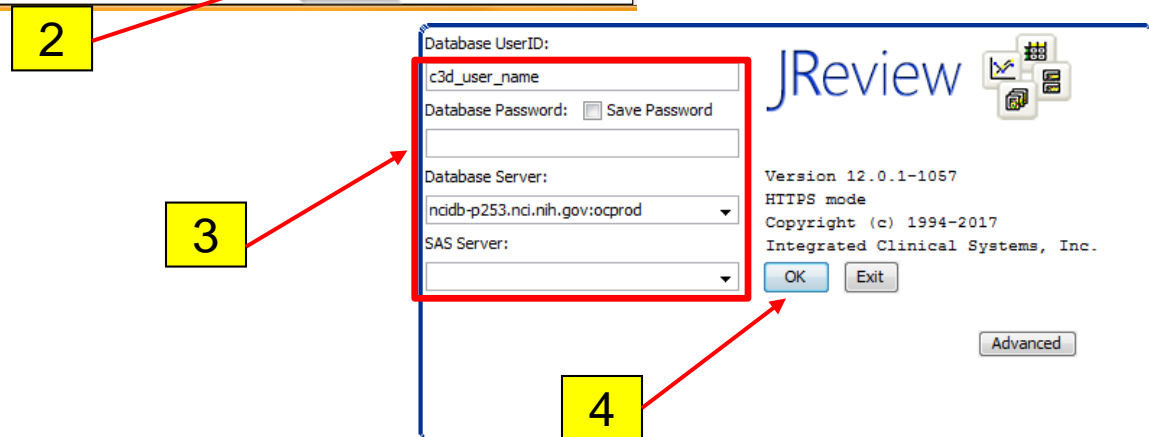 2
Database UserID:
c3d_user_name
Database Password: Save Password
Database Server:
ncidb-p253.nci.nih.gov:ocprod
SAS Server:
JReview
Version 12.0.1-1057
HTTPS mode
Copyright (c) 1994-2017
Integrated Clinical Systems, Inc.
OK Exit
Advanced
3
4